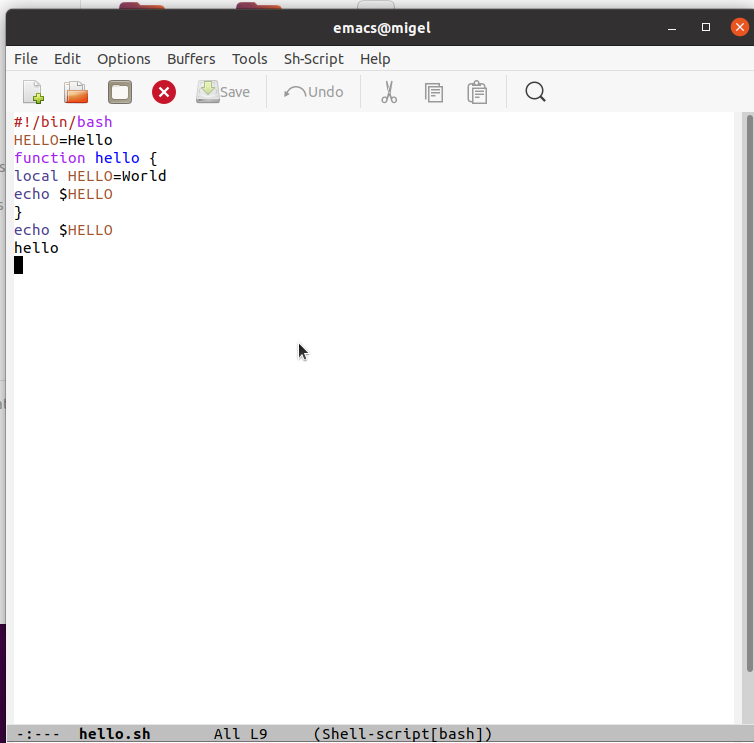 emacs@migel
File Edit Options Buffers Tools Sh-Script Help
Save Undo
#!/bin/bash
HELLO=Hello
function hello {
local HELLO=World
echo $HELLO
}
echo $HELLO
hello
-:--- hello.sh All L9 (Shell-script[bash])